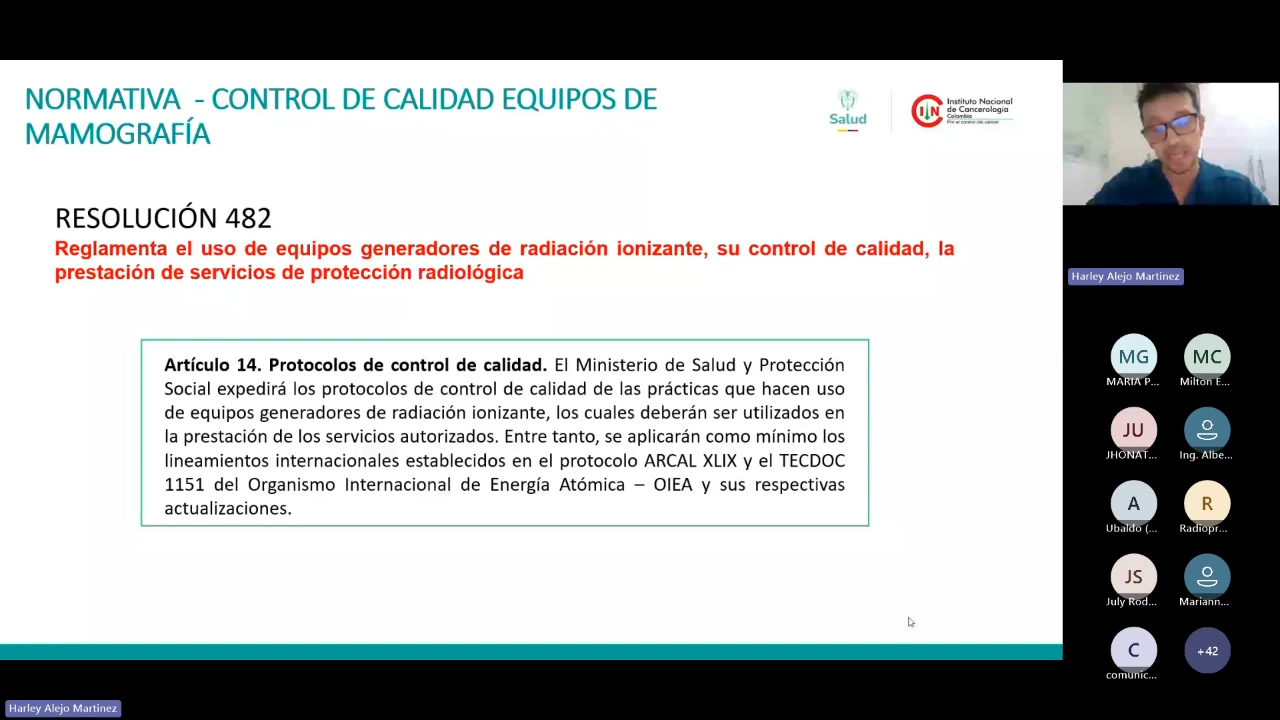 NORMATIVA - CONTROL DE CALIDAD EQUIPOS DE
MAMOGRAFÍA
Salud
Instituto Nacional
de Cancerología
Colombia
Por el control del cáncer
RESOLUCIÓN 482
Reglamenta el uso de equipos generadores de radiación ionizante, su control de calidad, la
prestación de servicios de protección radiológica
Artículo 14. Protocolos de control de calidad. El Ministerio de Salud y Protección
Social expedirá los protocolos de control de calidad de las prácticas que hacen uso
de equipos generadores de radiación ionizante, los cuales deberán ser utilizados en
la prestación de los servicios autorizados. Entre tanto, se aplicarán como mínimo los
lineamientos internacionales establecidos en el protocolo ARCAL XLIX y el TECDOC
1151 del Organismo Internacional de Energía Atómica – OIEA y sus respectivas
actualizaciones.
Harley Alejo Martinez
MG
MARIA P...
MC
Milton E...
JU
JHONAT...
Ing. Albe...
A
Ubaldo (...
R
Radiopr...
JS
July Rod...
Mariann...
C
comunic...
+42
Harley Alejo Martinez